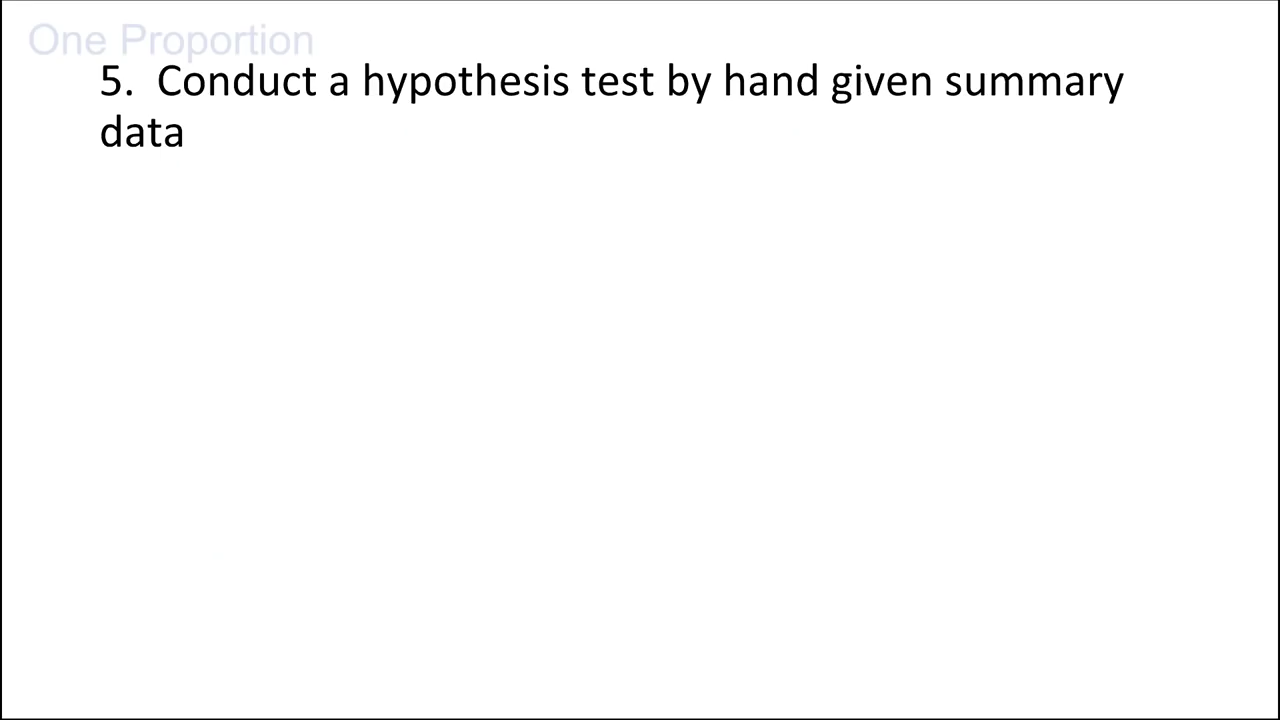 One Proportion
5. Conduct a hypothesis test by hand given summary
data